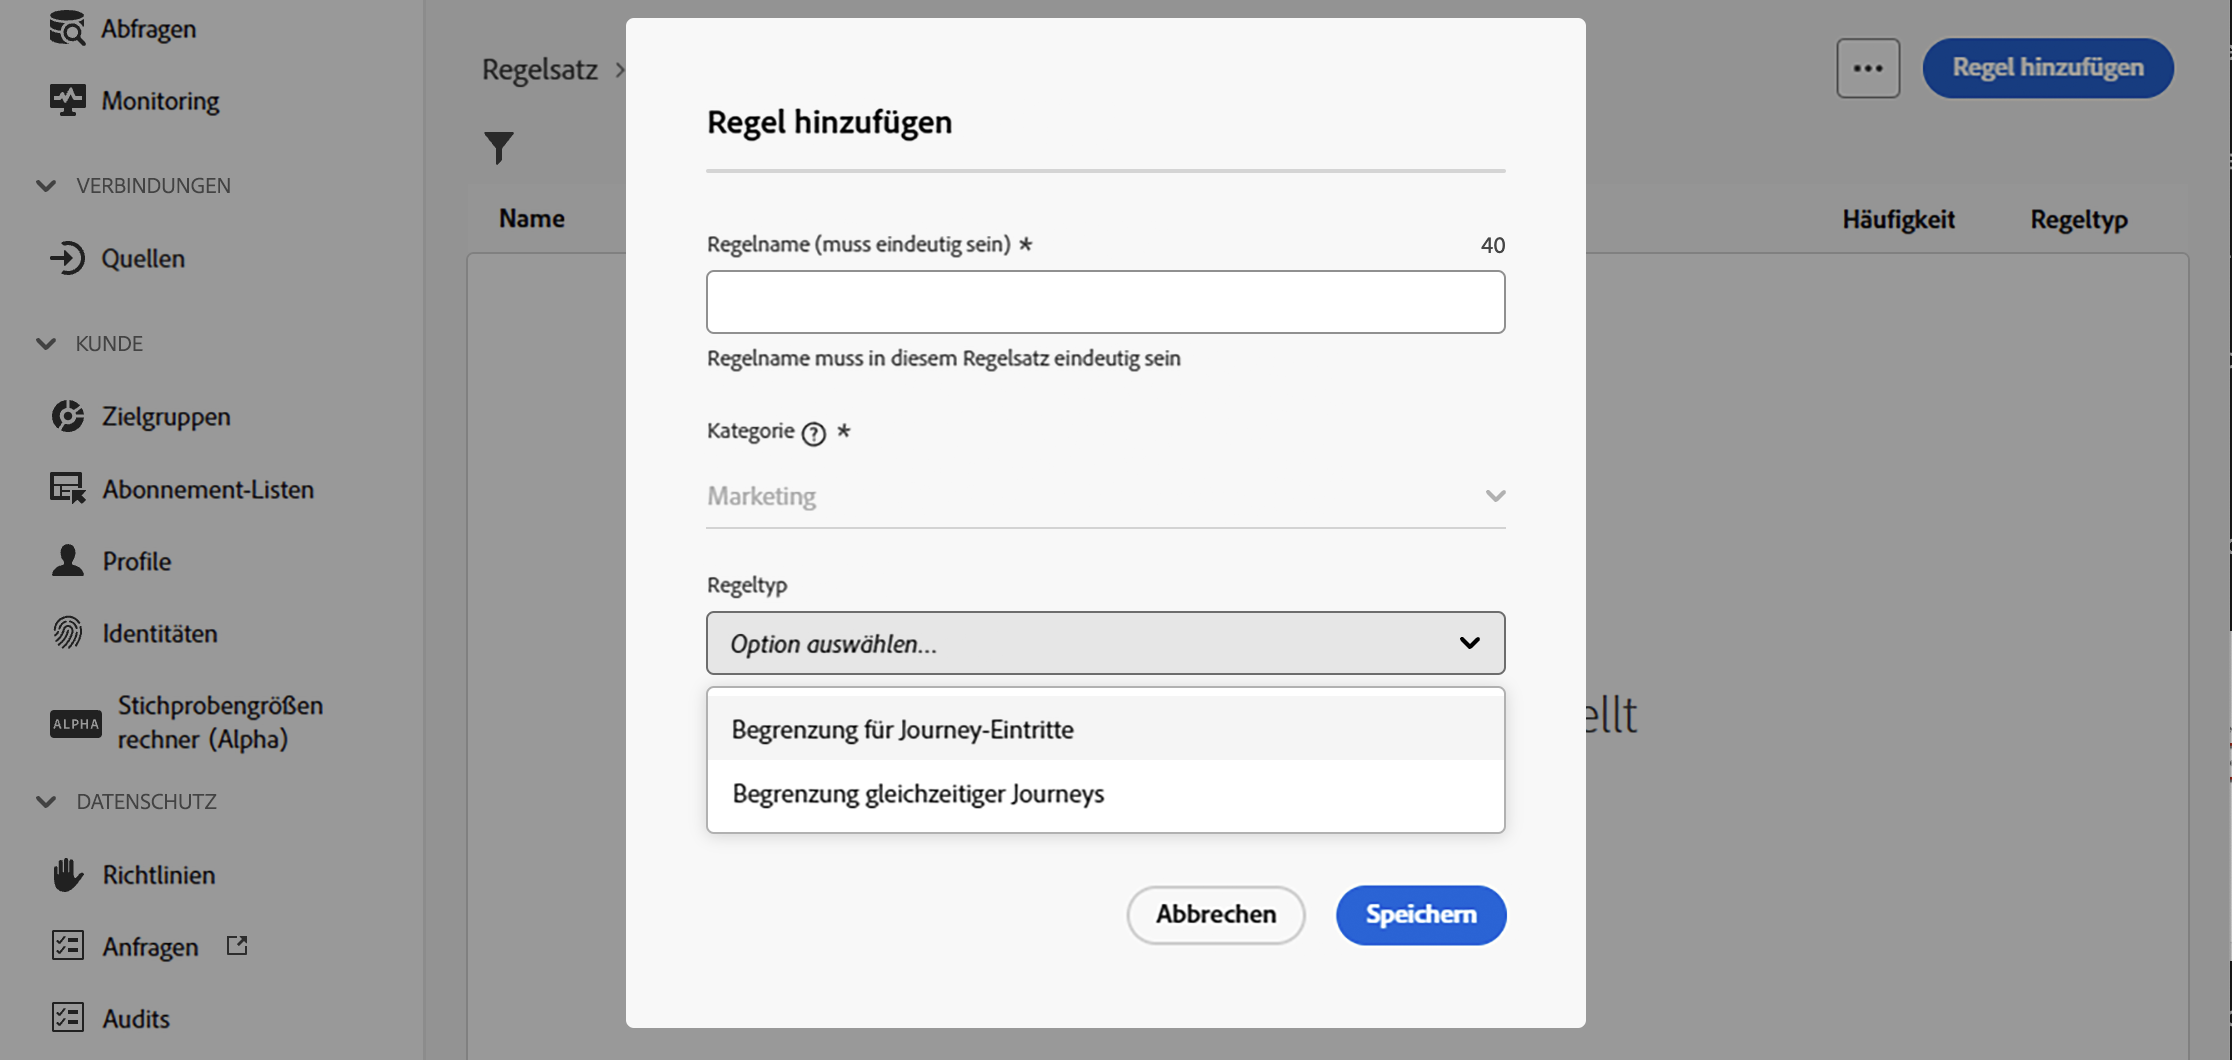 Abfragen
Monitoring
VERBINDUNGEN
Quellen
KUNDE
Zielgruppen
Abonnement-Listen
Profile
Identitäten
ALPHA
Stichprobengrößen
rechner (Alpha)
DATENSCHUTZ
Richtlinien
Anfragen
Audits
Regelsatz
Regel hinzufügen
Name
Häufigkeit
Regeltyp
Regel hinzufügen
Regelname (muss eindeutig sein) *
40
Regelname muss in diesem Regelsatz eindeutig sein
Kategorie ? *
Marketing
Regeltyp
Option auswählen...
Begrenzung für Journey-Eintritte
Begrenzung gleichzeitiger Journeys
Abbrechen
Speichern